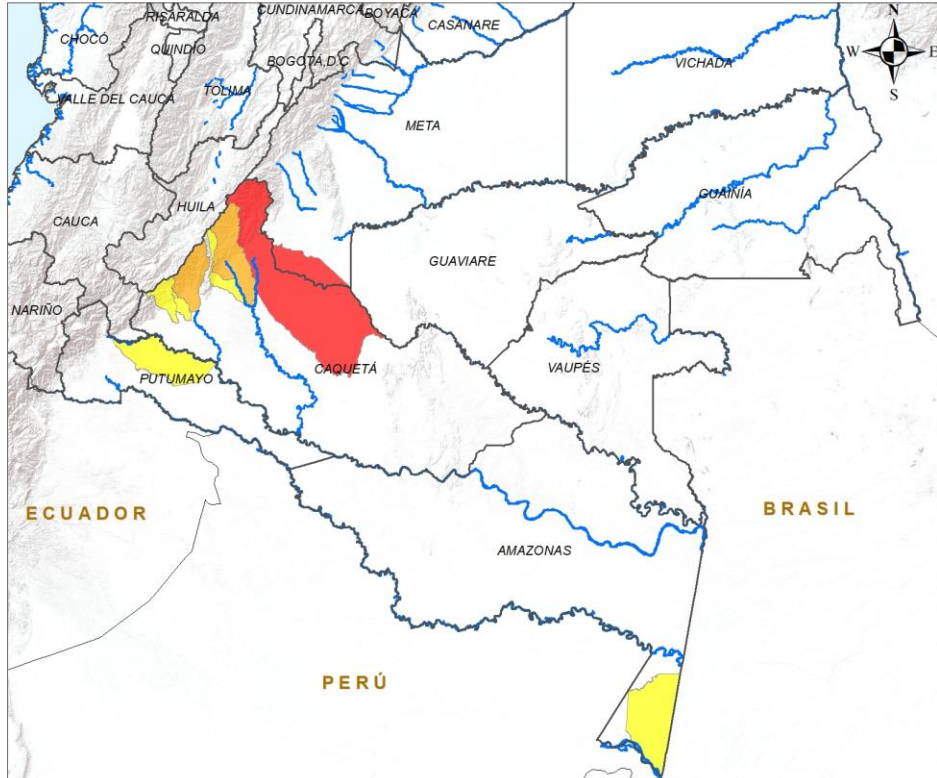 RISARALDA
CUNDINAMARCA
BOYACÁ
CASANARE
N
CHOCÓ
QUINDÍO
BOGOTA,D.C
VICHADA
W
E
S
VALLE DEL CAUCA
TOLIMA
META
GUAINÍA
HUILA
CAUCA
GUAVIARE
NARIÑO
CAQUETÁ
VAUPÉS
PUTUMAYO
ECUADOR
BRASIL
AMAZONAS
PERÚ